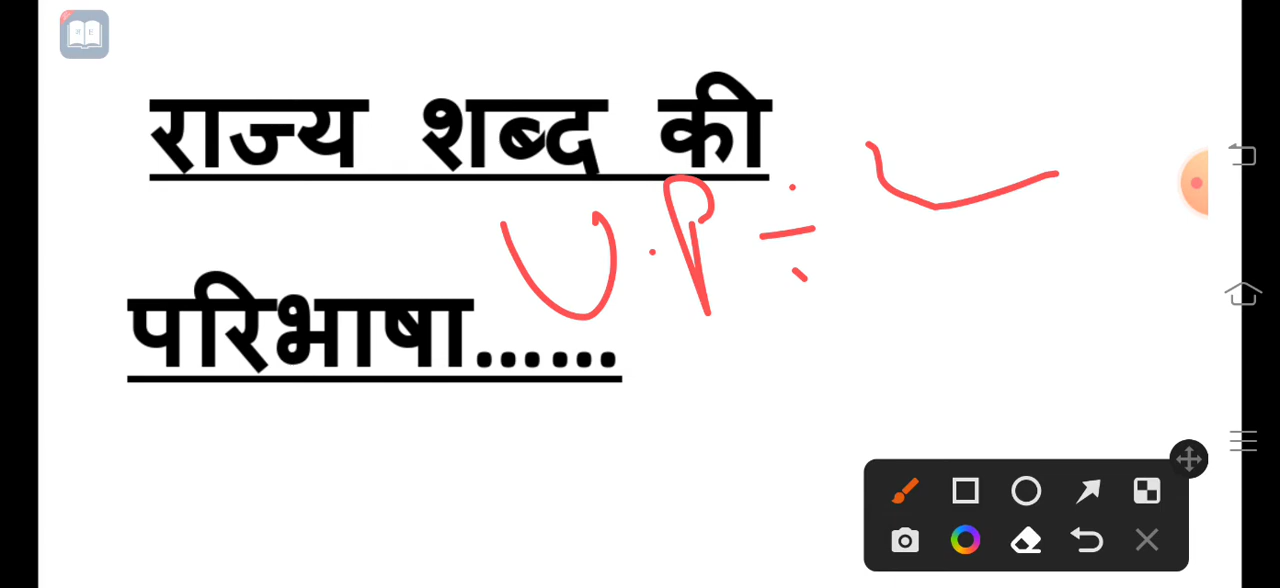 राज्य शब्द की
U.P ÷
परिभाषा......